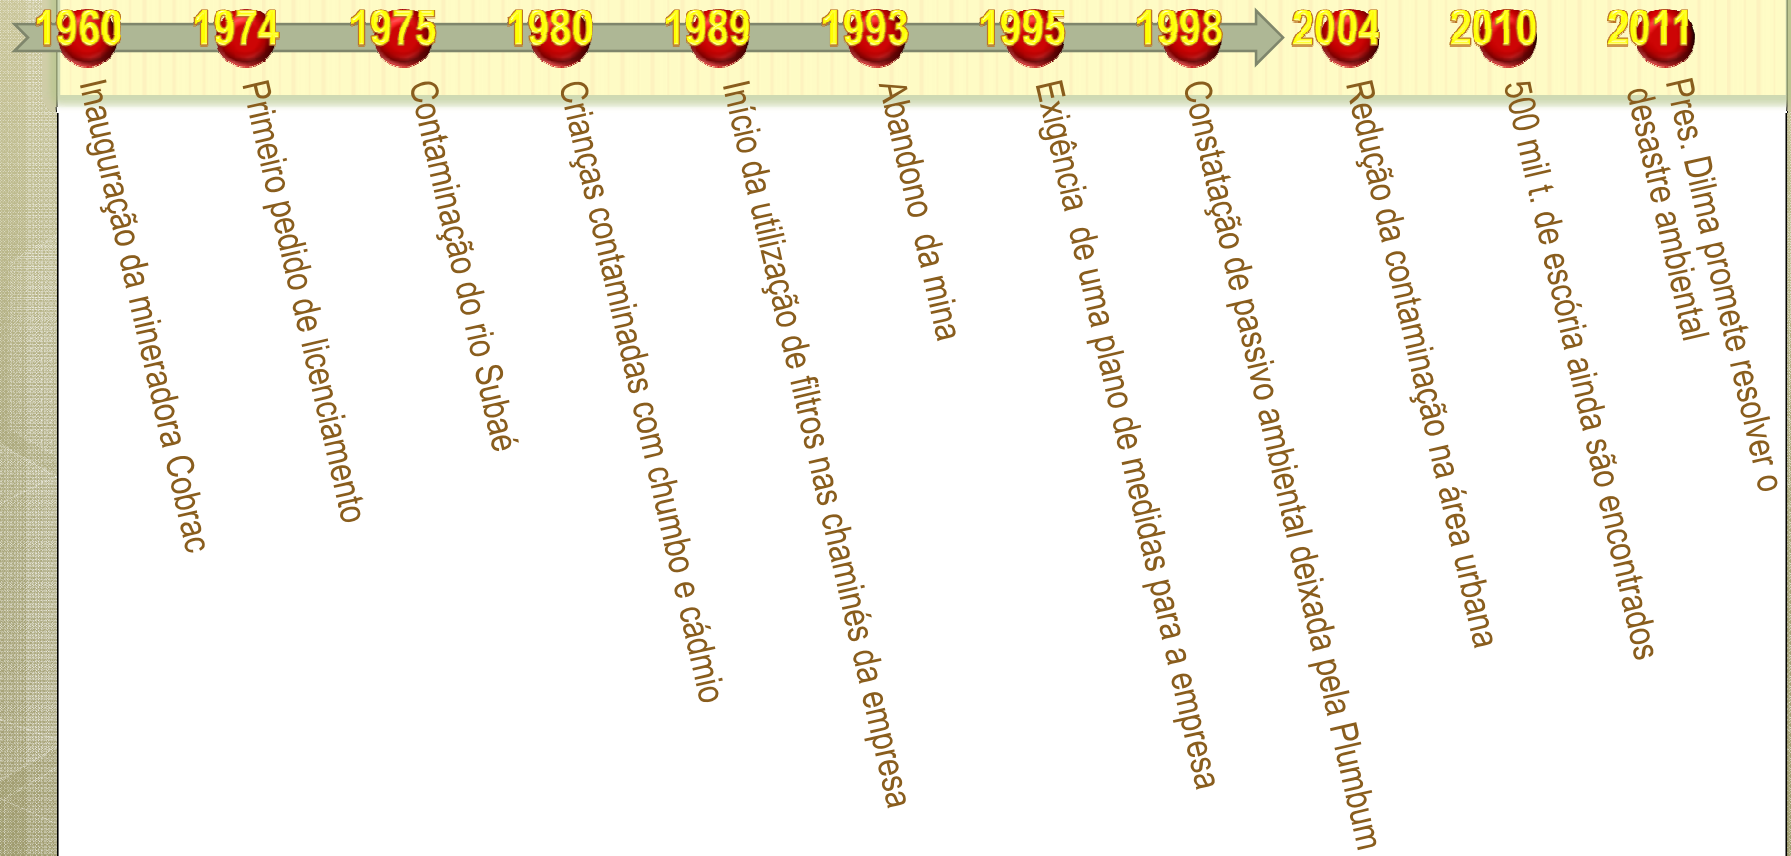 1960 1974 1975 1980 1989 1993 1995 1998 2004 2010 2011
Inauguração da mineradora Cobrac
Primeiro pedido de licenciamento
Contaminação do rio Subaé
Crianças contaminadas com chumbo e cádmio
Início da utilização de filtros nas chaminés da empresa
Abandono da mina
Exigência de uma plano de medidas para a empresa
Constatação de passivo ambiental deixada pela Plumbum
Redução da contaminação na área urbana
500 mil t. de escória ainda são encontrados
Pres. Dilma promete resolver o
desastre ambiental